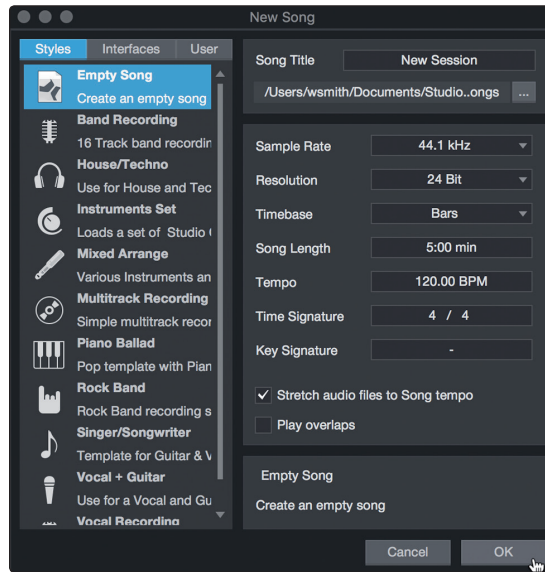 New Song
Styles Interfaces User
Empty Song
Create an empty song
Band Recording
16 Track band recordin
House/Techno
Use for House and Tec
Instruments Set
Loads a set of Studio
Mixed Arrange
Various Instruments an
Multitrack Recording
Simple multitrack recor
Piano Ballad
Pop template with Pian
Rock Band
Rock Band recording s
Singer/Songwriter
Template for Guitar & V
Vocal + Guitar
Use for a Vocal and Gu
Vocal Recording
Song Title New Session
/Users/wsmith/Documents/Studio..ongs ...
Sample Rate 44.1 kHz
Resolution 24 Bit
Timebase Bars
Song Length 5:00 min
Tempo 120.00 BPM
Time Signature 4 / 4
Key Signature -
Stretch audio files to Song tempo
Play overlaps
Empty Song
Create an empty song
Cancel OK